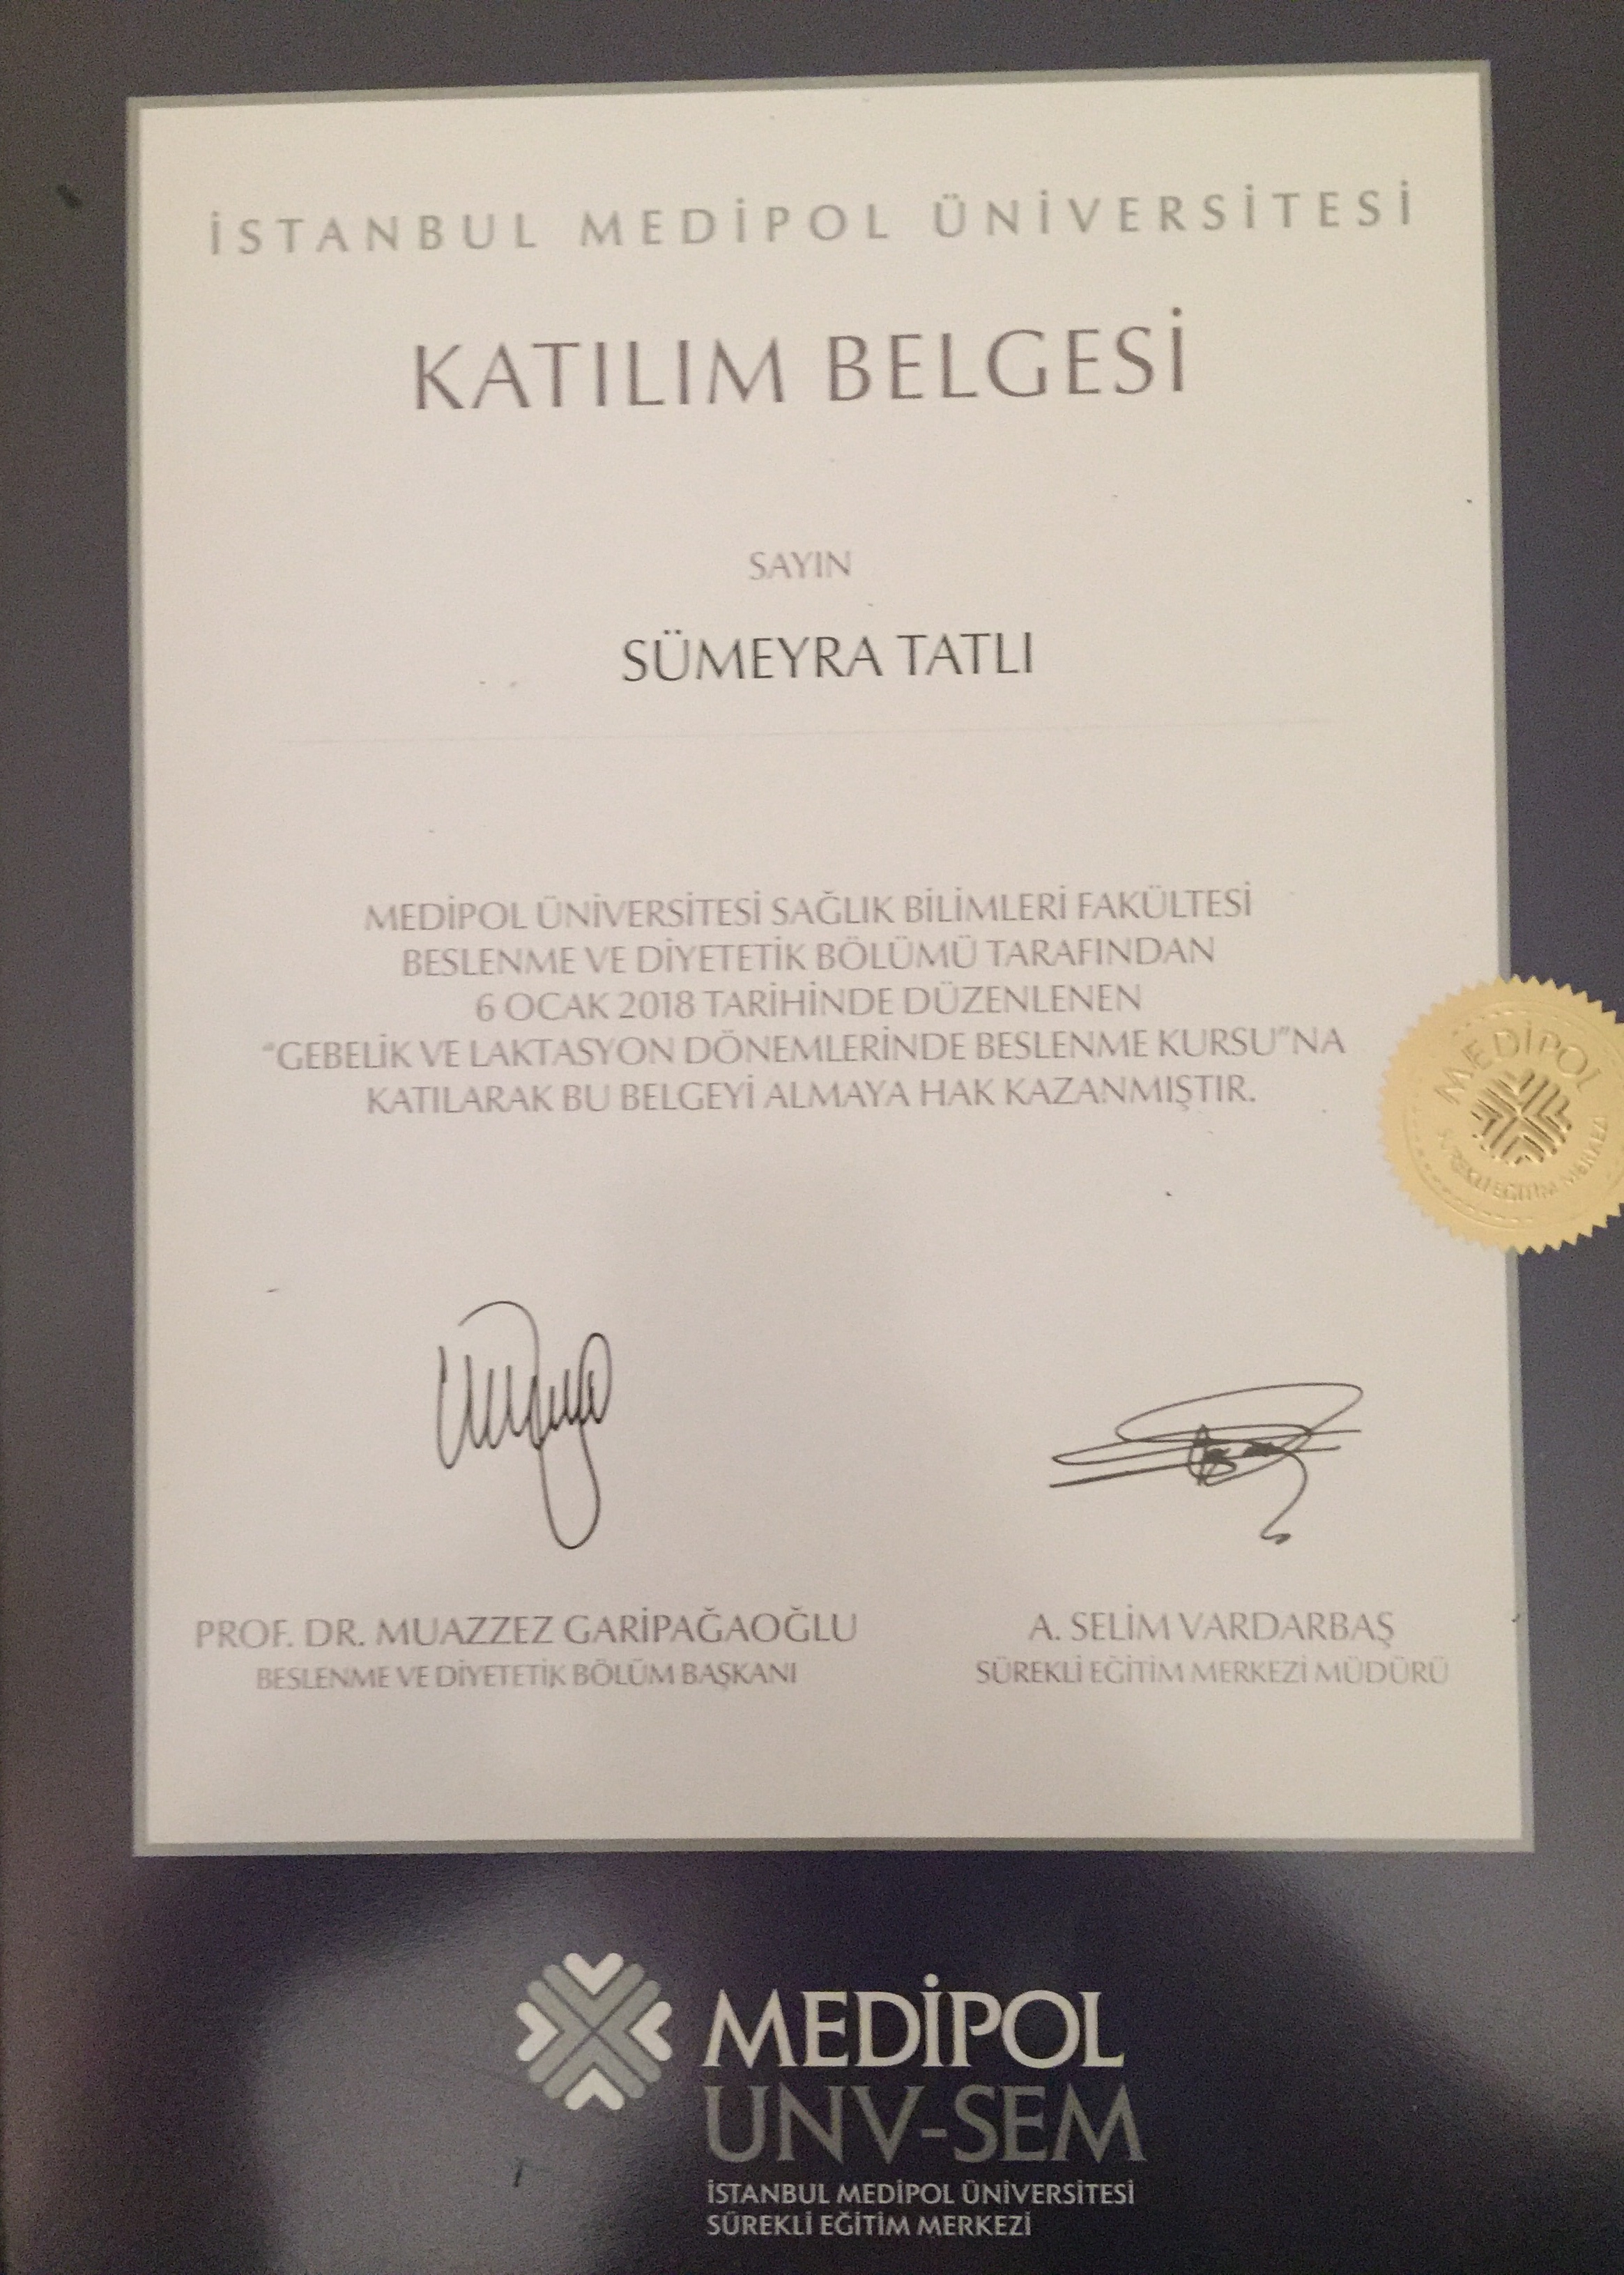 İSTANBUL MEDİPOL ÜNİVERSİTESİ
KATILIM BELGESİ
SAYIN
SÜMEYRA TATLI
MEDİPOL ÜNİVERSİTESİ SAĞLIK BİLİMLERİ FAKÜLTESİ
BESLENME VE DİYETETİK BÖLÜMÜ TARAFINDAN
6 OCAK 2018 TARİHİNDE DÜZENLENEN
"GEBELİK VE LAKTASYON DÖNEMLERİNDE BESLENME KURSU"NA
KATILARAK BU BELGEYİ ALMAYA HAK KAZANMIŞTIR.
MEDİPOL
SÜREKLİ EĞİTİM MERKEZİ
PROF. DR. MUAZZEZ GARİPAĞAOĞLU
BESLENME VE DİYETETİK BÖLÜM BAŞKANI
A. SELİM VARDARBAŞ
SÜREKLİ EĞİTİM MERKEZİ MÜDÜRÜ
MEDİPOL
UNV-SEM
İSTANBUL MEDİPOL ÜNİVERSİTESİ
SÜREKLİ EĞİTİM MERKEZİ